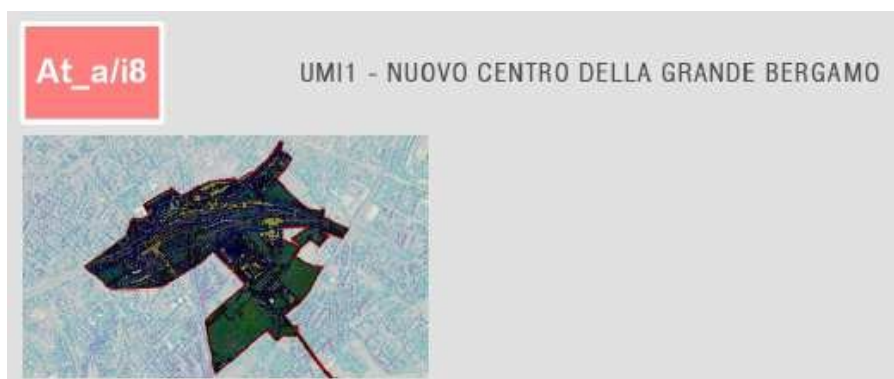 At_a/i8
UMI1 - NUOVO CENTRO DELLA GRANDE BERGAMO